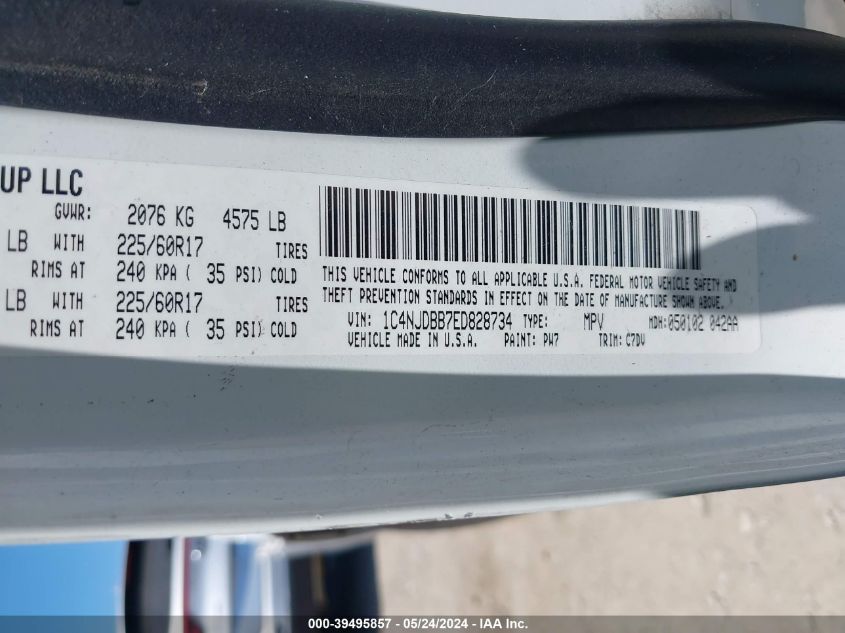 UP LLC
GVWR: 2076 KG 4575 LB
LB WITH 225/60R17 TIRES
RIMS AT 240 KPA ( 35 PSI) COLD
LB WITH 225/60R17 TIRES
RIMS AT 240 KPA ( 35 PSI) COLD
THIS VEHICLE CONFORMS TO ALL APPLICABLE U.S.A. FEDERAL MOTOR VEHICLE SAFETY AND
THEFT PREVENTION STANDARDS IN EFFECT ON THE DATE OF MANUFACTURE SHOWN ABOVE.
VIN: 1C4NJDBB7ED828734 TYPE: MPV MDH:050102 042AA
VEHICLE MADE IN U.S.A. PAINT: PW7 TRIM: C7DV
000-39495857 - 05/24/2024 - IAA Inc.